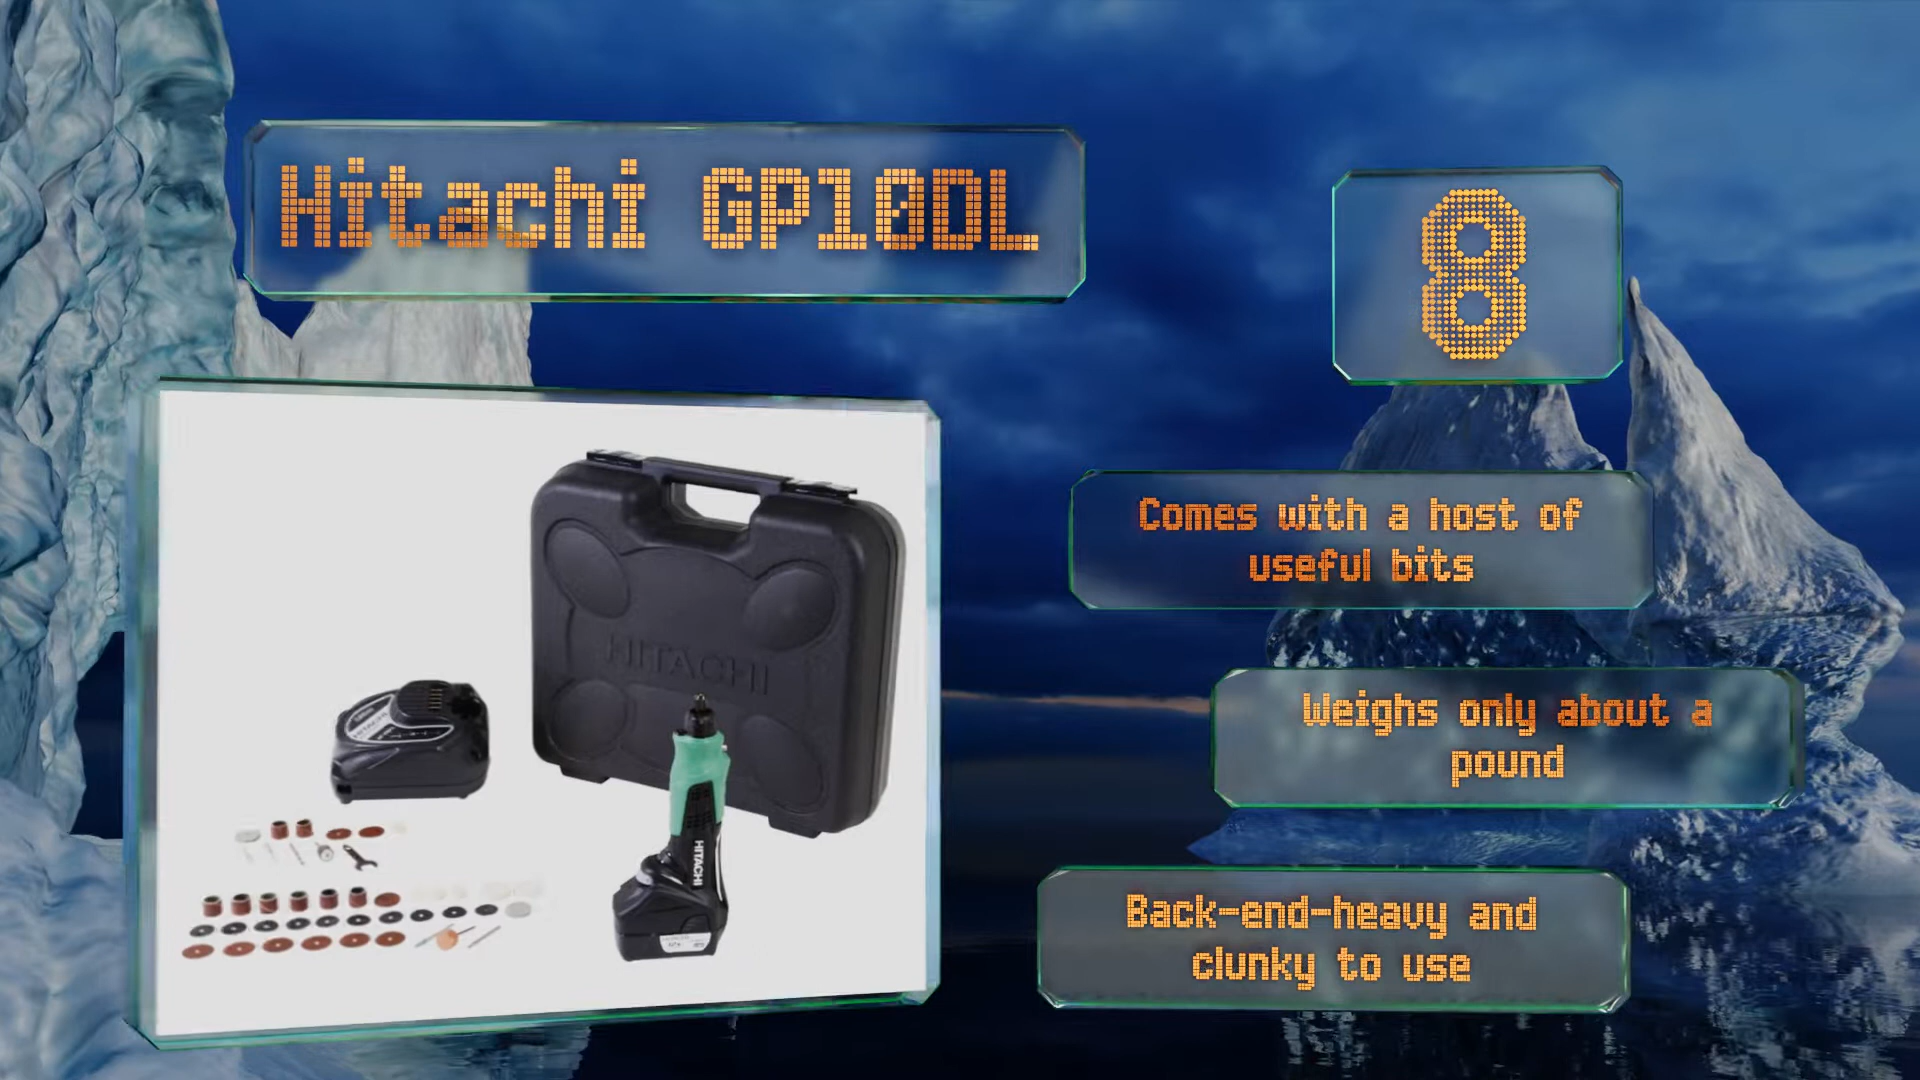 Hitachi GP10DL
8
Comes with a host of
useful bits
Weighs only about a
pound
Back-end-heavy and
clunky to use
HITACHI
HITACHI